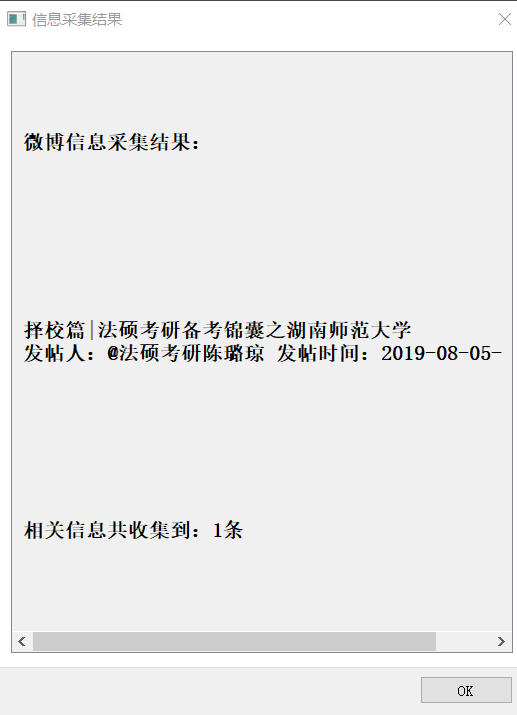 信息采集结果
微博信息采集结果：
择校篇|法硕考研备考锦囊之湖南师范大学
发帖人：@法硕考研陈璐琼 发帖时间：2019-08-05-
相关信息共收集到：1条
OK